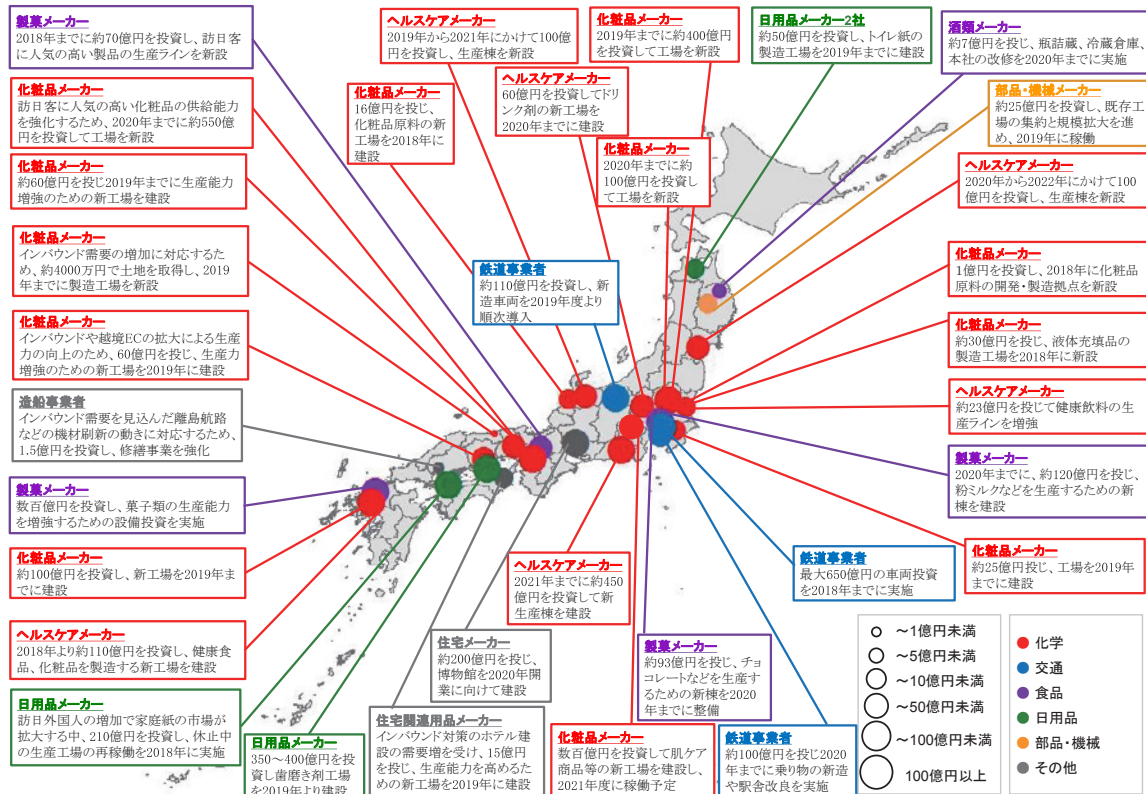 製菓メーカー
2018年までに約70億円を投資し、訪日客
に人気の高い製品の生産ラインを新設
ヘルスケアメーカー
2019年から2021年にかけて100億
円を投資し、生産棟を新設
化粧品メーカー
2019年までに約400億円
を投資して工場を新設
日用品メーカー2社
約50億円を投資し、トイレ紙の
製造工場を2019年までに建設
酒類メーカー
約7億円を投じ、瓶詰蔵、冷蔵倉庫、
本社の改修を2020年までに実施
化粧品メーカー
訪日客に人気の高い化粧品の供給能力
を強化するため、2020年までに約550億
円を投資して工場を新設
化粧品メーカー
16億円を投じ、
化粧品原料の新
工場を2018年に
建設
ヘルスケアメーカー
60億円を投資してドリ
ンク剤の新工場を
2020年までに建設
化粧品メーカー
2020年までに約
100億円を投資し
て工場を新設
部品・機械メーカー
約25億円を投資し、既存工
場の集約と規模拡大を進
め、2019年に稼働
化粧品メーカー
約60億円を投じ2019年までに生産能力
増強のための新工場を建設
ヘルスケアメーカー
2020年から2022年にかけて100
億円を投資し、生産棟を新設
化粧品メーカー
インバウンド需要の増加に対応するた
め、約4000万円で土地を取得し、2019
年までに製造工場を新設
鉄道事業者
約110億円を投資し、新
造車両を2019年度より
順次導入
化粧品メーカー
1億円を投資し、2018年に化粧品
原料の開発・製造拠点を新設
化粧品メーカー
インバウンドや越境ECの拡大による生産
力の向上のため、60億円を投じ、生産力
増強のための新工場を2019年に建設
化粧品メーカー
約30億円を投じ、液体充填品の
製造工場を2018年に新設
造船事業者
インバウンド需要を見込んだ離島航路
などの機材刷新の動きに対応するため、
1.5億円を投資し、修繕事業を強化
ヘルスケアメーカー
約23億円を投じて健康飲料の生
産ラインを増強
製菓メーカー
数百億円を投資し、菓子類の生産能力
を増強するための設備投資を実施
製菓メーカー
2020年までに、約120億円を投じ、
粉ミルクなどを生産するための新
棟を建設
化粧品メーカー
約100億円を投資し、新工場を2019年ま
でに建設
ヘルスケアメーカー
2021年までに約450
億円を投資して新
生産棟を建設
鉄道事業者
最大650億円の車両投資
を2018年までに実施
化粧品メーカー
約25億円投じ、工場を2019年
までに建設
ヘルスケアメーカー
2018年より約110億円を投資し、健康食
品、化粧品を製造する新工場を建設
住宅メーカー
約200億円を投じ、
博物館を2020年開
業に向けて建設
製菓メーカー
約93億円を投じ、チョ
コレートなどを生産す
るための新棟を2020
年までに整備
日用品メーカー
訪日外国人の増加で家庭紙の市場が
拡大する中、210億円を投資し、休止中
の生産工場の再稼働を2018年に実施
日用品メーカー
350～400億円を投資
し歯磨き剤工場
を2019年より建設
住宅関連用品メーカー
インバウンド対策のホテル建
設の需要増を受け、15億円
を投じ、生産能力を高めるた
めの新工場を2019年に建設
化粧品メーカー
数百億円を投資して肌ケア
商品等の新工場を建設し、
2021年度に稼働予定
鉄道事業者
約100億円を投じ2020
年までに乗り物の新造
や駅舎改良を実施
～1億円未満
～5億円未満
～10億円未満
～50億円未満
～100億円未満
100億円以上
化学
交通
食品
日用品
部品・機械
その他